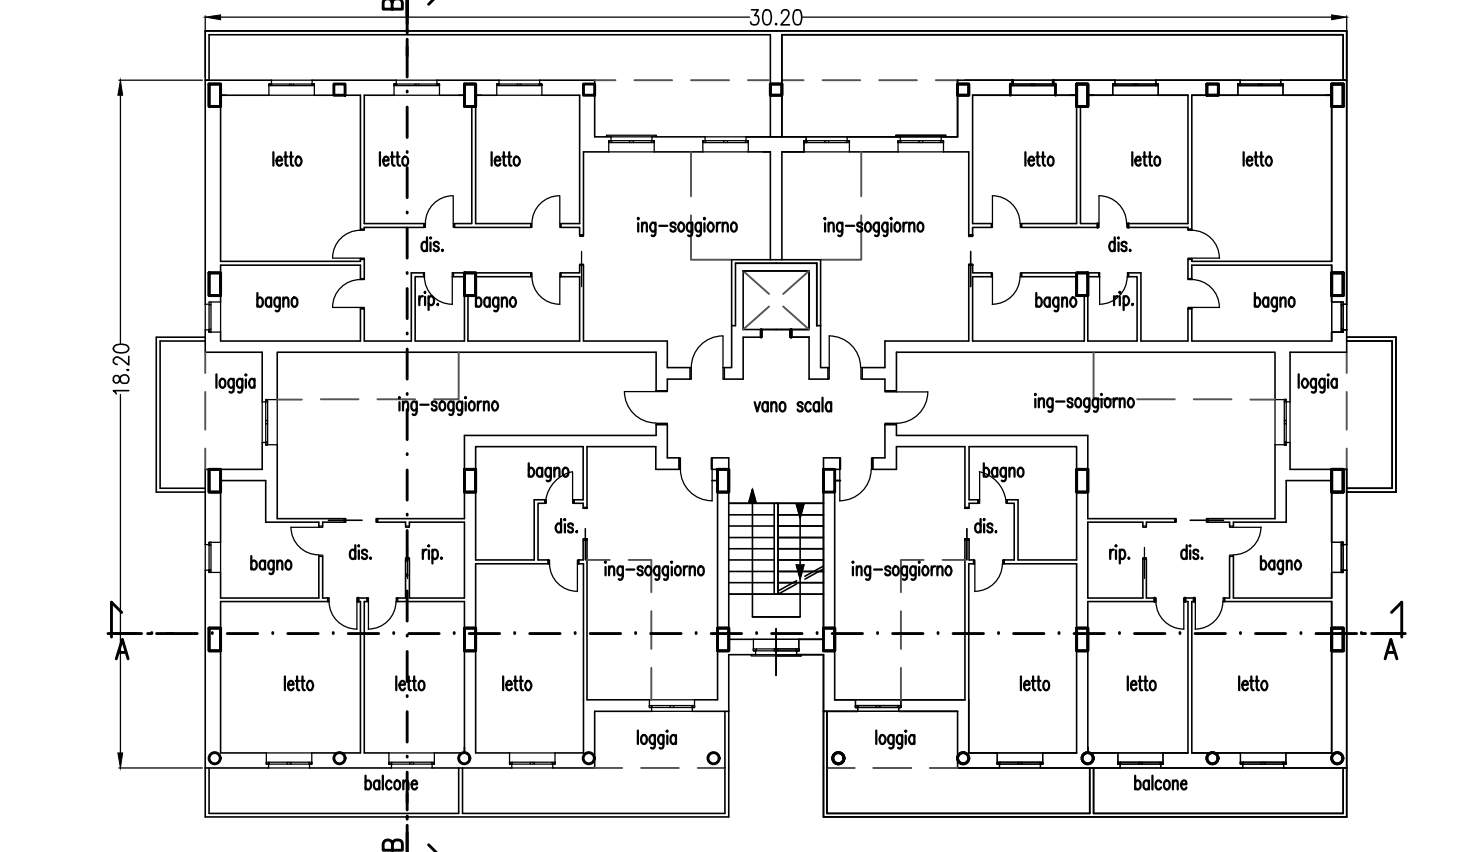 B
30.20
letto
letto
letto
letto
letto
letto
ing-soggiorno
ing-soggiorno
dis.
dis.
bagno
rip.
bagno
bagno
rip.
bagno
18.20
loggia
loggia
ing-soggiorno
vano scala
ing-soggiorno
bagno
bagno
dis.
dis.
dis.
rip.
rip.
dis.
bagno
ing-soggiorno
ing-soggiorno
bagno
A
A
letto
letto
letto
letto
letto
letto
loggia
loggia
balcone
balcone
B